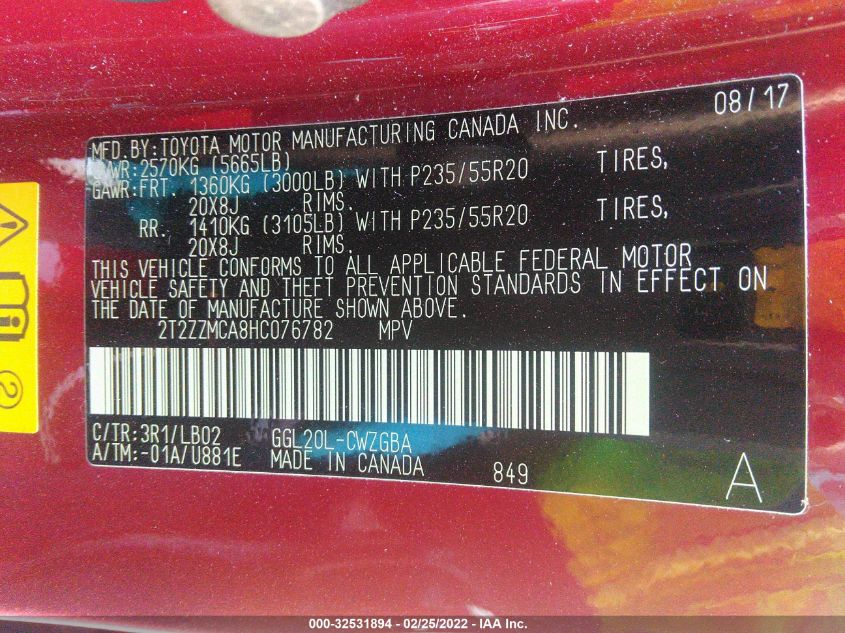 08/17
MFD. BY: TOYOTA MOTOR MANUFACTURING CANADA INC.
GVWR: 2570KG (5665LB)
GAWR: FRT. 1360KG (3000LB) WITH P235/55R20 TIRES,
20X8J RIMS.
RR. 1410KG (3105LB) WITH P235/55R20 TIRES,
20X8J RIMS.
THIS VEHICLE CONFORMS TO ALL APPLICABLE FEDERAL MOTOR
VEHICLE SAFETY AND THEFT PREVENTION STANDARDS IN EFFECT ON
THE DATE OF MANUFACTURE SHOWN ABOVE.
2T2ZZMCA8HC076782 MPV
C/TR: 3R1/LB02 GGL20L-CWZGBA
A/TM: -01A/U881E MADE IN CANADA 849 A
000-32531894 - 02/25/2022 - IAA Inc.